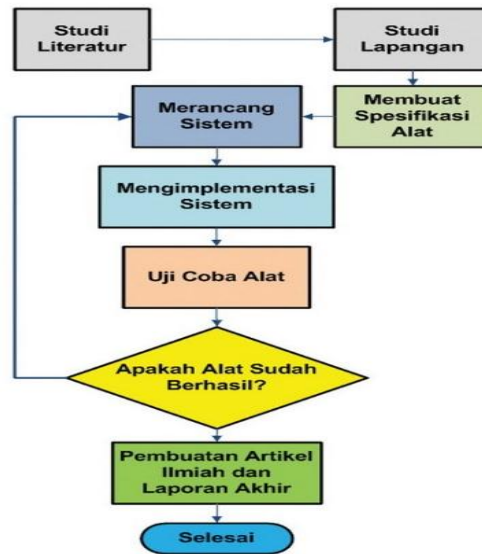 Studi
Literatur
Studi
Lapangan
Merancang
Sistem
Membuat
Spesifikasi
Alat
Mengimplementasi
Sistem
Uji Coba Alat
Apakah Alat Sudah
Berhasil?
Pembuatan Artikel
Ilmiah dan
Laporan Akhir
Selesai